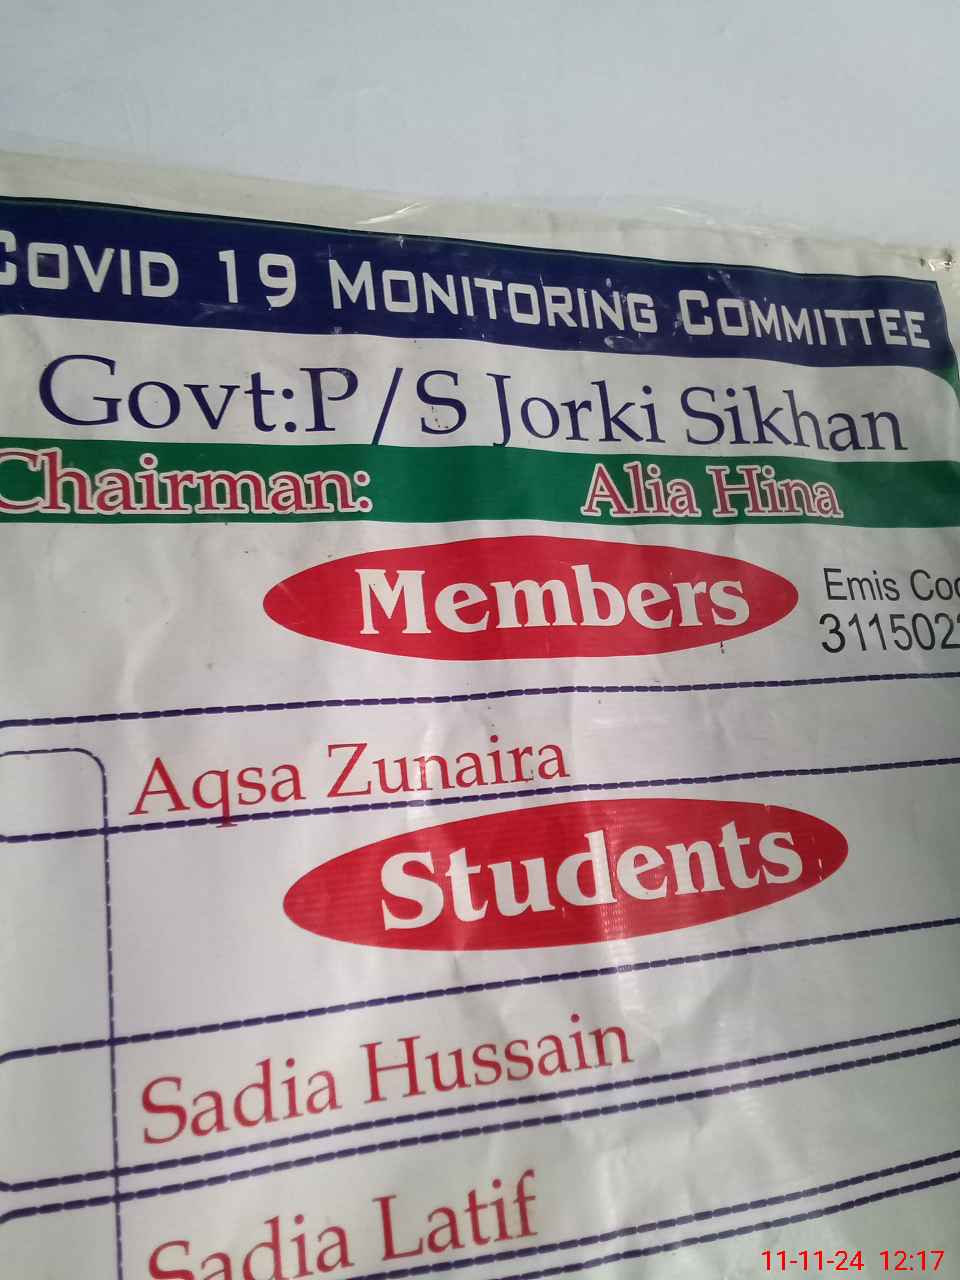 COVID 19 MONITORING COMMITTEE
Govt:P/S Jorki Sikhan
Chairman: Alia Hina
Members
Emis
Aqsa Zunaira
Students
Sadia Hussain
Sadia Latif
11-11-24 12:17